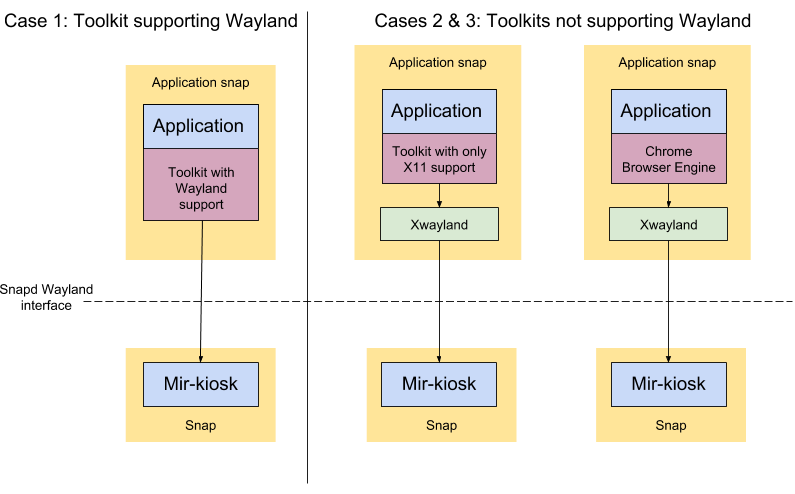 Case 1: Toolkit supporting Wayland
Cases 2 & 3: Toolkits not supporting Wayland
Application snap
Application
Toolkit with
Wayland
support
Application snap
Application
Toolkit with only
X11 support
Xwayland
Application snap
Application
Chrome
Browser Engine
Xwayland
Snapd Wayland
interface
Mir-kiosk
Snap
Mir-kiosk
Snap
Mir-kiosk
Snap